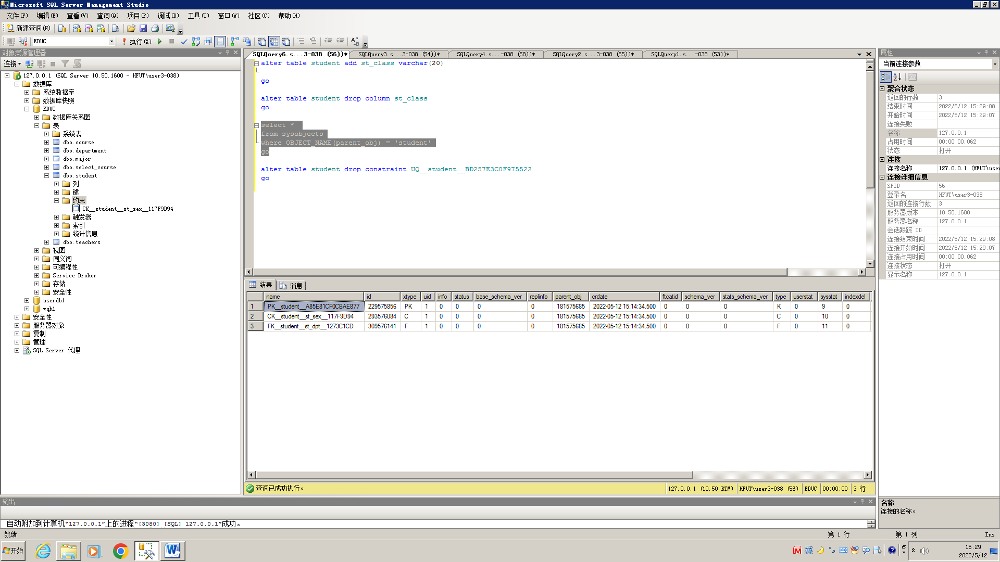 Microsoft SQL Server Management Studio
文件(F) 编辑(E) 查看(V) 查询(Q) 项目(P) 调试(D) 工具(T) 窗口(W) 社区(C) 帮助(H)
新建查询(N)
EDUC 执行(X)
对象资源管理器
连接
127.0.0.1 (SQL Server 10.50.1600 - HFUT\user3-038)
数据库
系统数据库
数据库快照
EDUC
数据库关系图
表
系统表
dbo.course
dbo.department
dbo.major
dbo.select_course
dbo.student
列
键
约束
CK__student__st_sex__117F9D94
触发器
索引
统计信息
dbo.teachers
视图
同义词
可编程性
Service Broker
存储
安全性
userdb1
wqh1
安全性
服务器对象
复制
管理
SQL Server 代理
SQLQuery6.s...3-038 (56))* SQLQuery3.s...3-038 (54))* SQLQuery4.s...-038 (58))* SQLQuery2.s...3-038 (55))* SQLQuery1.s...-038 (53))*
alter table student add st_class varchar(20)
go
alter table student drop column st_class
go
select *
from sysobjects
where OBJECT_NAME(parent_obj) = 'student'
go
alter table student drop constraint UQ__student__BD257E3C0F975522
go
结果 消息
name id xtype uid info status base_schema_ver replinfo parent_obj crdate ftcatid schema_ver stats_schema_ver type userstat sysstat indexdel
1 PK__student__A85E81CF0CBAE877 229575856 PK 1 0 0 0 0 181575685 2022-05-12 15:14:34.500 0 0 0 K 0 9 0
2 CK__student__st_sex__117F9D94 293576084 C 1 0 0 0 0 181575685 2022-05-12 15:14:34.500 0 0 0 C 0 10 0
3 FK__student__st_dpt__1273C1CD 309576141 F 1 0 0 0 0 181575685 2022-05-12 15:14:34.500 0 0 0 F 0 11 0
查询已成功执行。 127.0.0.1 (10.50 RTM) HFUT\user3-038 (56) EDUC 00:00:00 3 行
属性
当前连接参数
聚合状态
返回的行数 3
结束时间 2022/5/12 15:29:08
开始时间 2022/5/12 15:29:07
连接失败
名称 127.0.0.1
占用时间 00:00:00.062
状态 打开
连接
连接名称 127.0.0.1 (HFUT\use
连接详细信息
SPID 56
登录名 HFUT\user3-038
返回的连接行数 3
服务器版本 10.50.1600
服务器名称 127.0.0.1
会话跟踪 ID
连接结束时间 2022/5/12 15:29:08
连接开始时间 2022/5/12 15:29:07
连接占用时间 00:00:00.062
连接状态 打开
显示名称 127.0.0.1
名称
连接的名称。
输出
自动附加到计算机“127.0.0.1”上的进程“[3080] [SQL] 127.0.0.1”成功。
就绪 第 1 行 第 1 列 Ins
开始 英 15:29
2022/5/12